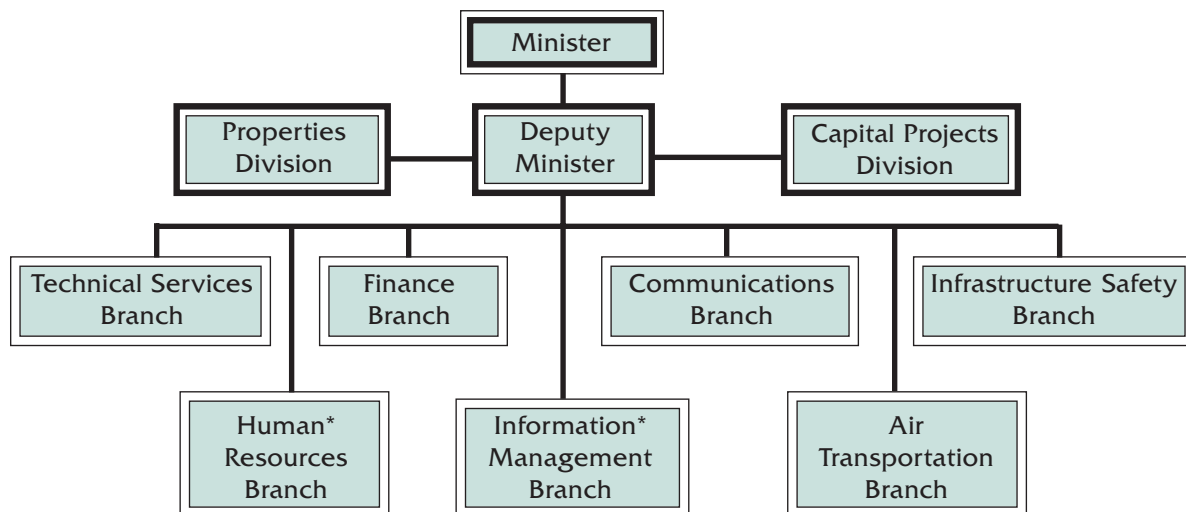 Minister
Properties
Division
Deputy
Minister
Capital Projects
Division
Technical Services
Branch
Finance
Branch
Communications
Branch
Infrastructure Safety
Branch
Human*
Resources
Branch
Information*
Management
Branch
Air
Transportation
Branch